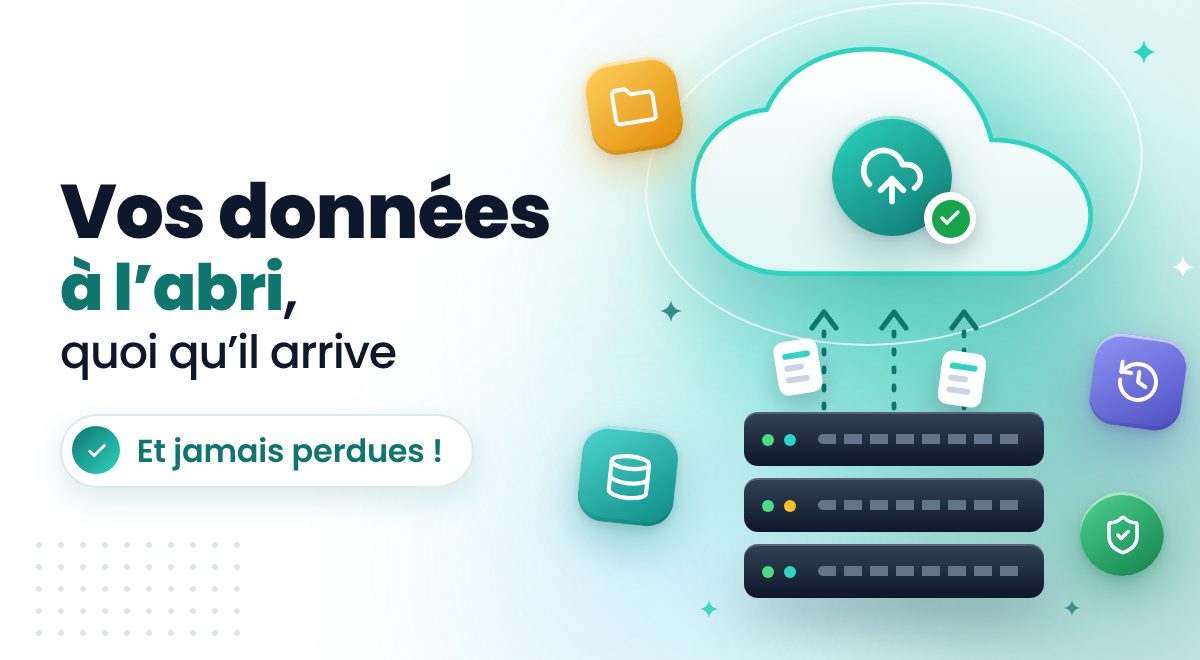 Vos données
à l’abri,
quoi qu’il arrive
Et jamais perdues !